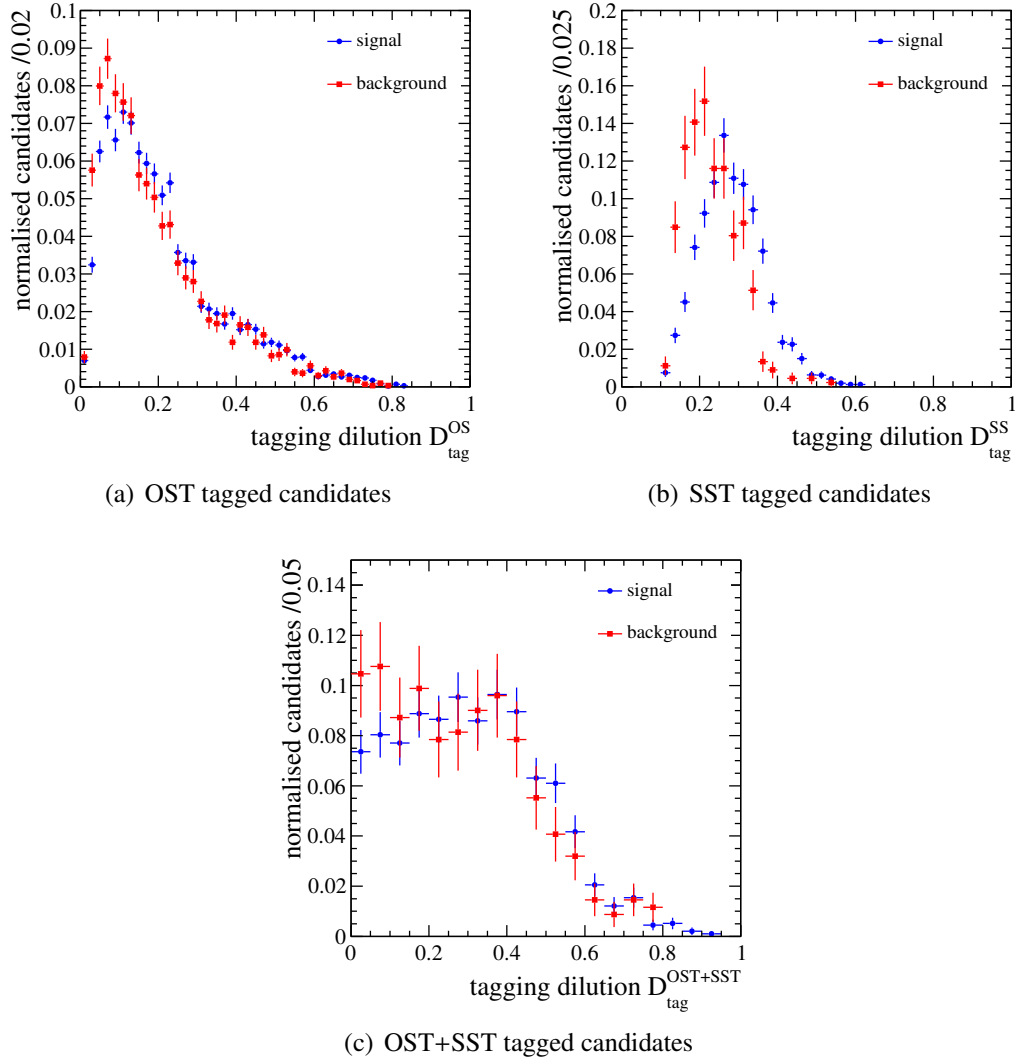 normalised candidates /0.02
0.1
0.09
0.08
0.07
0.06
0.05
0.04
0.03
0.02
0.01
0
signal
background
0 0.2 0.4 0.6 0.8 1
tagging dilution D_tag^OS
(a) OST tagged candidates
normalised candidates /0.025
0.2
0.18
0.16
0.14
0.12
0.1
0.08
0.06
0.04
0.02
0
signal
background
0 0.2 0.4 0.6 0.8 1
tagging dilution D_tag^SS
(b) SST tagged candidates
normalised candidates /0.05
0.14
0.12
0.1
0.08
0.06
0.04
0.02
0
signal
background
0 0.2 0.4 0.6 0.8 1
tagging dilution D_tag^OST+SST
(c) OST+SST tagged candidates